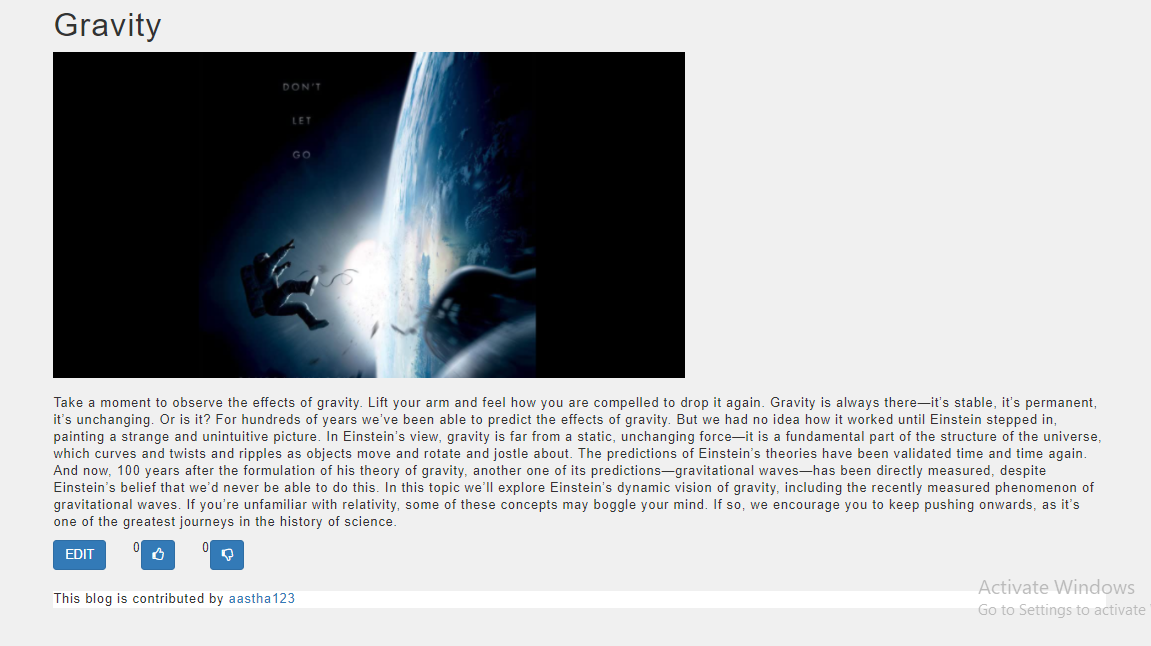 Gravity
DON'T
LET
GO
Take a moment to observe the effects of gravity. Lift your arm and feel how you are compelled to drop it again. Gravity is always there—it’s stable, it’s permanent,
it’s unchanging. Or is it? For hundreds of years we’ve been able to predict the effects of gravity. But we had no idea how it worked until Einstein stepped in,
painting a strange and unintuitive picture. In Einstein’s view, gravity is far from a static, unchanging force—it is a fundamental part of the structure of the universe,
which curves and twists and ripples as objects move and rotate and jostle about. The predictions of Einstein’s theories have been validated time and time again.
And now, 100 years after the formulation of his theory of gravity, another one of its predictions—gravitational waves—has been directly measured, despite
Einstein’s belief that we’d never be able to do this. In this topic we’ll explore Einstein’s dynamic vision of gravity, including the recently measured phenomenon of
gravitational waves. If you’re unfamiliar with relativity, some of these concepts may boggle your mind. If so, we encourage you to keep pushing onwards, as it’s
one of the greatest journeys in the history of science.
EDIT 0 0
This blog is contributed by aastha123
Activate Windows
Go to Settings to activate